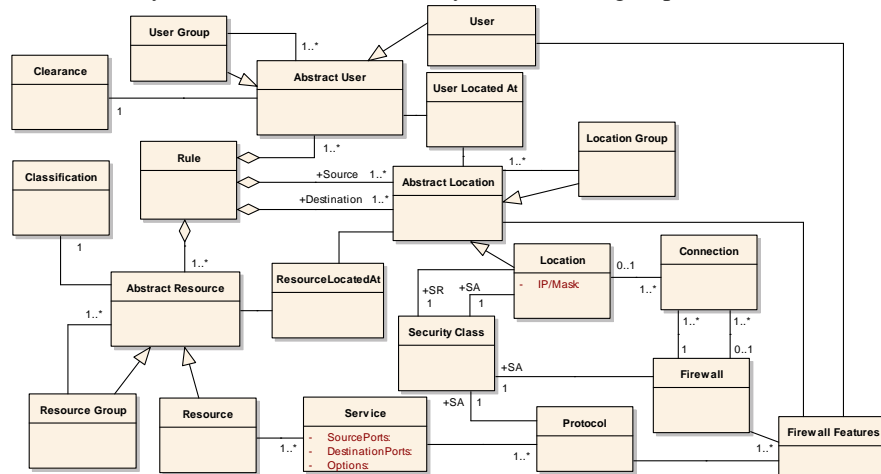 User Group
1..*
User
Clearance
1
Abstract User
User Located At
1..*
Rule
Location Group
1..*
Classification
1
+Source 1..*
Abstract Location
+Destination 1..*
1..*
Abstract Resource
ResourceLocatedAt
Location
- IP/Mask
0..1
1..*
Connection
+SR
1
+SA
1
1..*
Security Class
1..*
1..*
1
0..1
+SA
1
Firewall
+SA
1
Resource Group
Resource
1..*
Service
- SourcePorts:
- DestinationPorts:
- Options:
1..*
Protocol
1..*
Firewall Features